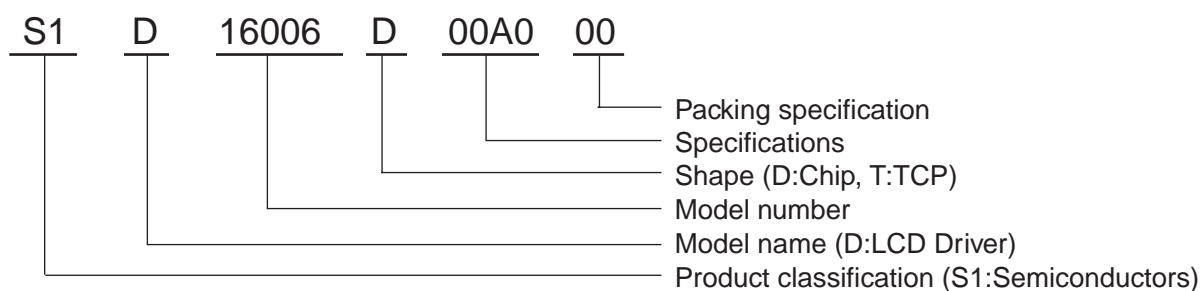 S1 D 16006 D 00A0 00
Packing specification
Specifications
Shape (D:Chip, T:TCP)
Model number
Model name (D:LCD Driver)
Product classification (S1:Semiconductors)